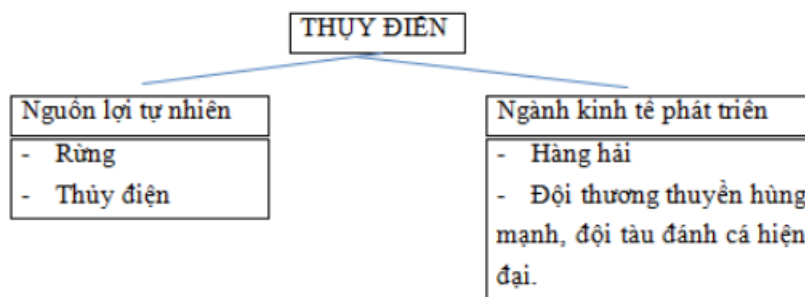 THỤY ĐIỂN
Nguồn lợi tự nhiên
- Rừng
- Thủy điện
Ngành kinh tế phát triển
- Hàng hải
- Đội thương thuyền hùng
mạnh, đội tàu đánh cá hiện
đại.